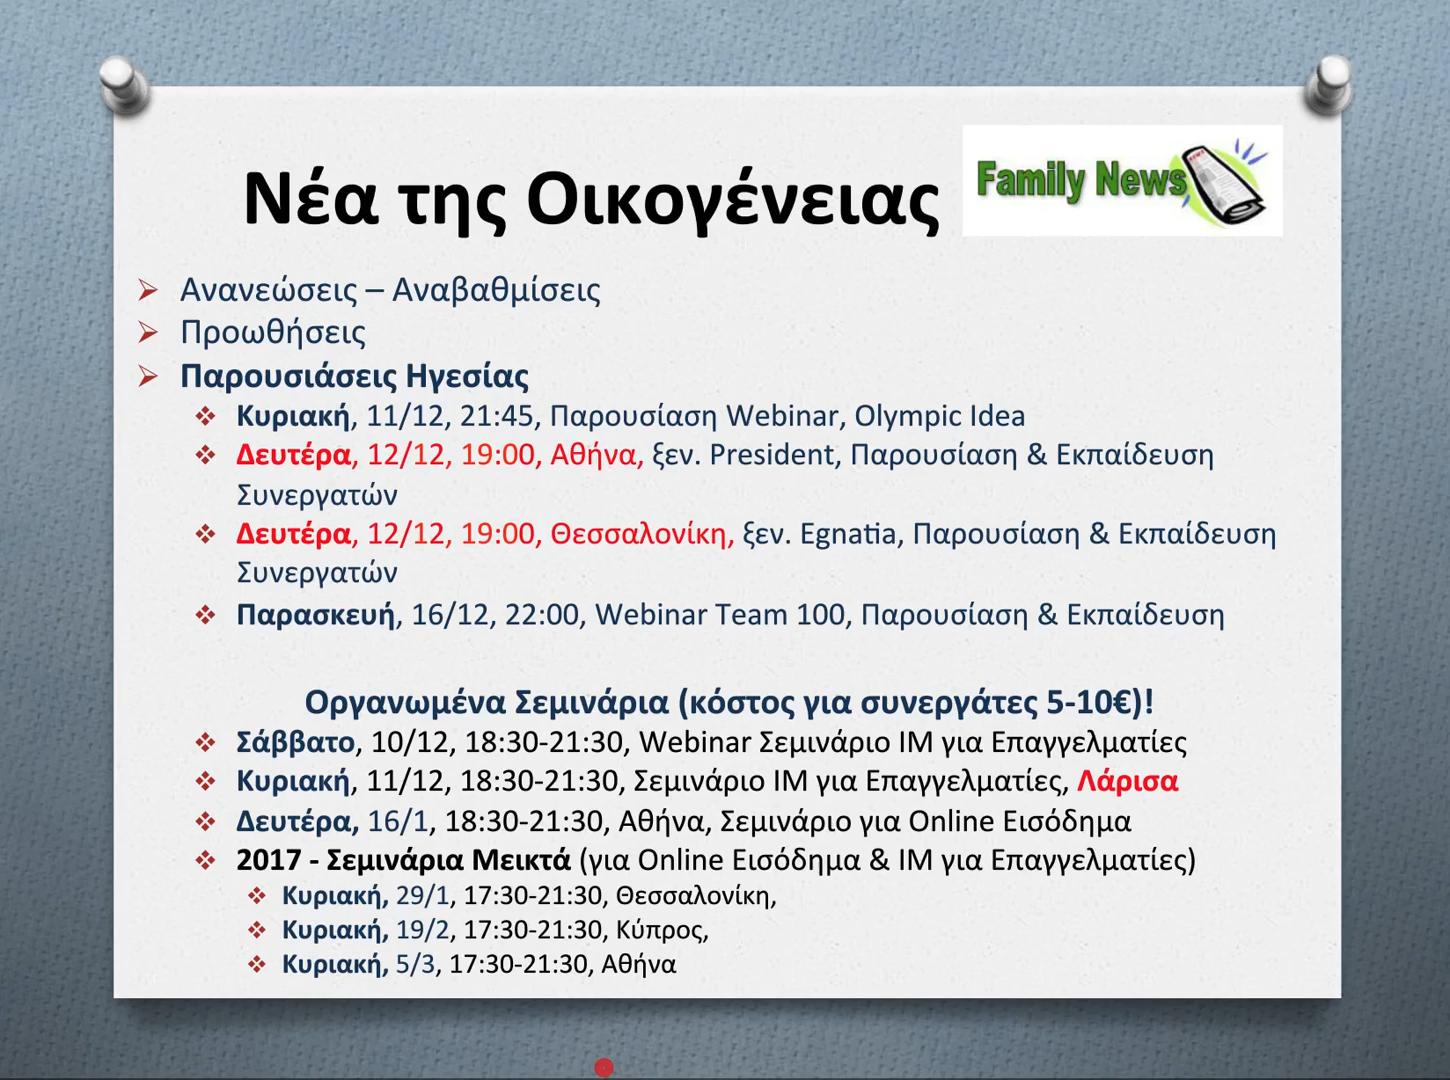 Νέα της Οικογένειας
Family News
Ανανεώσεις – Αναβαθμίσεις
Προωθήσεις
Παρουσιάσεις Ηγεσίας
Κυριακή, 11/12, 21:45, Παρουσίαση Webinar, Olympic Idea
Δευτέρα, 12/12, 19:00, Αθήνα, ξεν. President, Παρουσίαση & Εκπαίδευση
Συνεργατών
Δευτέρα, 12/12, 19:00, Θεσσαλονίκη, ξεν. Egnatia, Παρουσίαση & Εκπαίδευση
Συνεργατών
Παρασκευή, 16/12, 22:00, Webinar Team 100, Παρουσίαση & Εκπαίδευση
Οργανωμένα Σεμινάρια (κόστος για συνεργάτες 5-10€)!
Σάββατο, 10/12, 18:30-21:30, Webinar Σεμινάριο IM για Επαγγελματίες
Κυριακή, 11/12, 18:30-21:30, Σεμινάριο IM για Επαγγελματίες, Λάρισα
Δευτέρα, 16/1, 18:30-21:30, Αθήνα, Σεμινάριο για Online Εισόδημα
2017 - Σεμινάρια Μεικτά (για Online Εισόδημα & IM για Επαγγελματίες)
Κυριακή, 29/1, 17:30-21:30, Θεσσαλονίκη,
Κυριακή, 19/2, 17:30-21:30, Κύπρος,
Κυριακή, 5/3, 17:30-21:30, Αθήνα